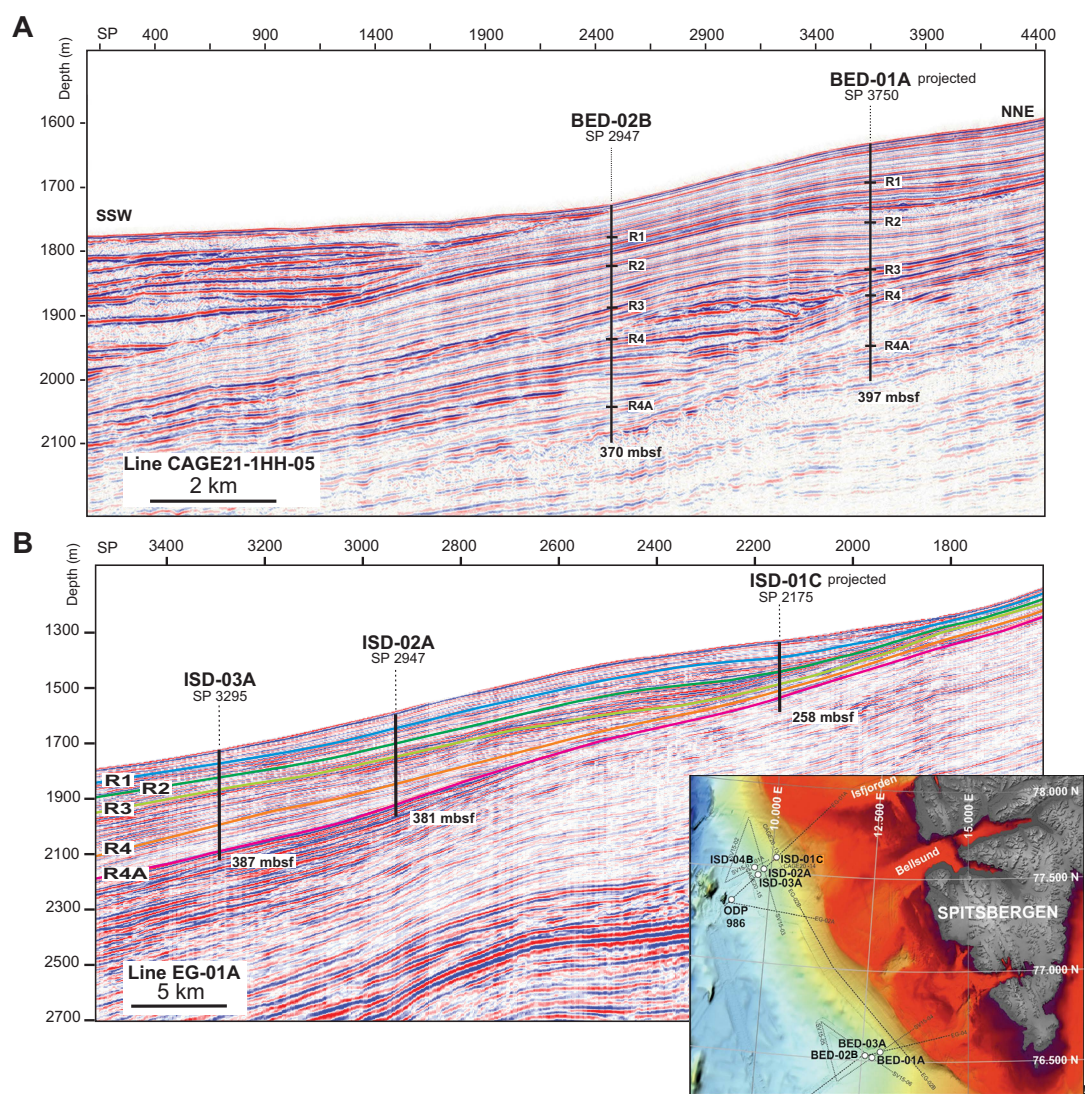 A
SP 400 900 1400 1900 2400 2900 3400 3900 4400
Depth (m)
1600
1700
1800
1900
2000
2100
BED-01A projected
SP 3750
BED-02B
SP 2947
NNE
SSW
R1
R2
R3
R4
R4A
370 mbsf
R1
R2
R3
R4
R4A
397 mbsf
Line CAGE21-1HH-05
2 km
B
SP 3400 3200 3000 2800 2600 2400 2200 2000 1800
Depth (m)
1300
1500
1700
1900
2100
2300
2500
2700
ISD-01C projected
SP 2175
ISD-02A
SP 2947
ISD-03A
SP 3295
258 mbsf
381 mbsf
387 mbsf
R1
R2
R3
R4
R4A
Line EG-01A
5 km
Isfjorden
78.000 N
10.000 E
12.500 E
15.000 E
Bellsund
ISD-04B
ISD-01C
ISD-02A
ISD-03A
77.500 N
ODP
986
SPITSBERGEN
77.000 N
BED-03A
BED-02B
BED-01A
76.500 N
SV15-03
SV15-05
SV15-06